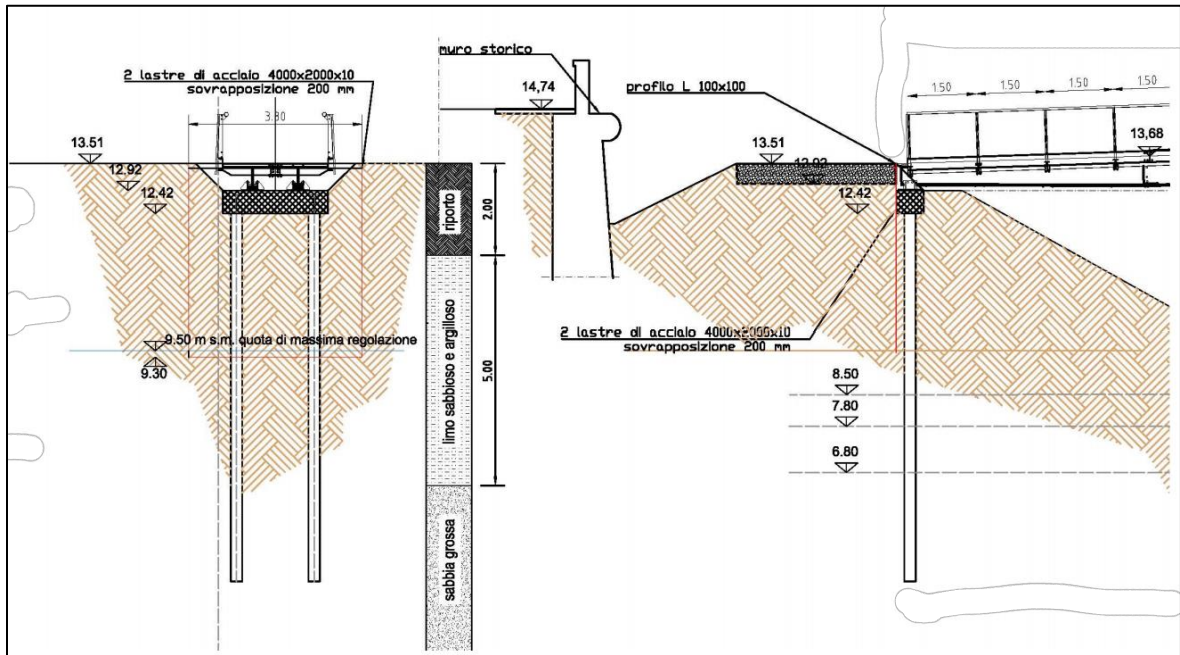 2 lastre di acciaio 4000x2000x10
sovrapposizione 200 mm
3.80
13.51
12.92
12.42
9.50 m s.m. quota di massima regolazione
9.30
riporto
2.00
limo sabbioso e argilloso
5.00
sabbia grossa
muro storico
14,74
profilo L 100x100
1.50
1.50
1.50
1.50
13.51
12.92
12.42
13,68
2 lastre di acciaio 4000x2000x10
sovrapposizione 200 mm
8.50
7.80
6.80